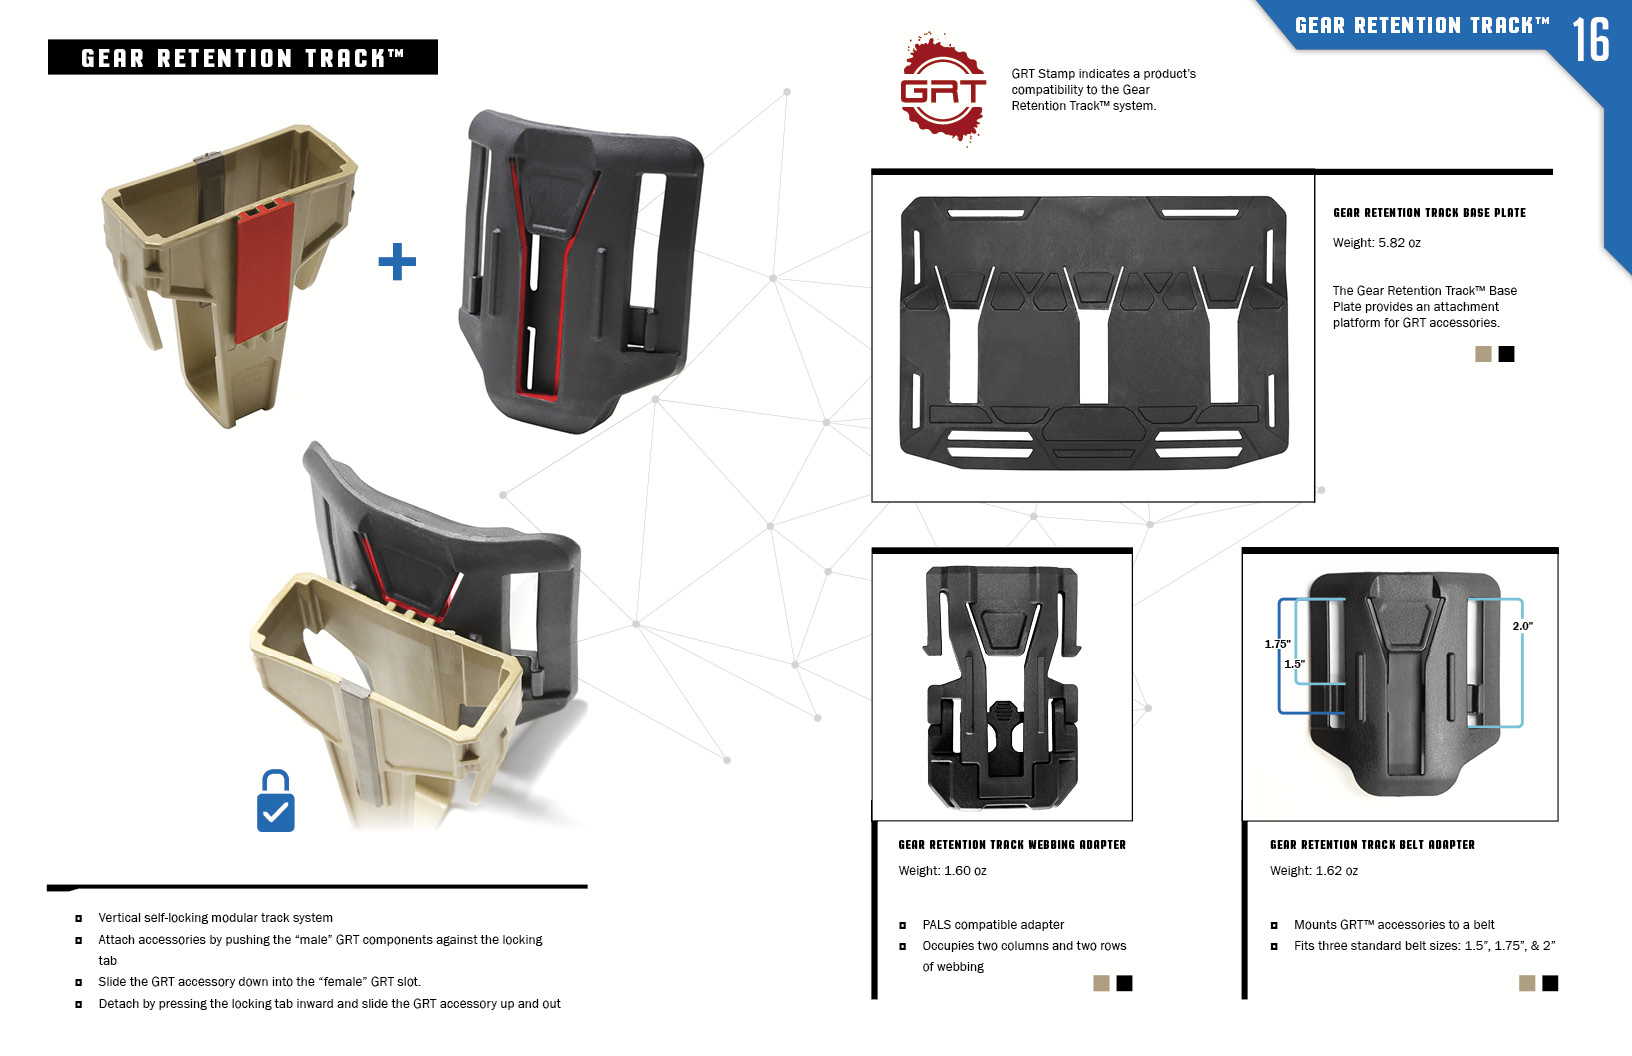 GEAR RETENTION TRACK™
GEAR RETENTION TRACK™
16
GRT
GRT Stamp indicates a product's
compatibility to the Gear
Retention Track™ system.
GEAR RETENTION TRACK BASE PLATE
Weight: 5.82 oz
The Gear Retention Track™ Base
Plate provides an attachment
platform for GRT accessories.
1.75"
1.5"
2.0"
GEAR RETENTION TRACK WEBBING ADAPTER
Weight: 1.60 oz
PALS compatible adapter
Occupies two columns and two rows
of webbing
GEAR RETENTION TRACK BELT ADAPTER
Weight: 1.62 oz
Mounts GRT™ accessories to a belt
Fits three standard belt sizes: 1.5”, 1.75”, & 2”
Vertical self-locking modular track system
Attach accessories by pushing the “male” GRT components against the locking
tab
Slide the GRT accessory down into the “female” GRT slot.
Detach by pressing the locking tab inward and slide the GRT accessory up and out